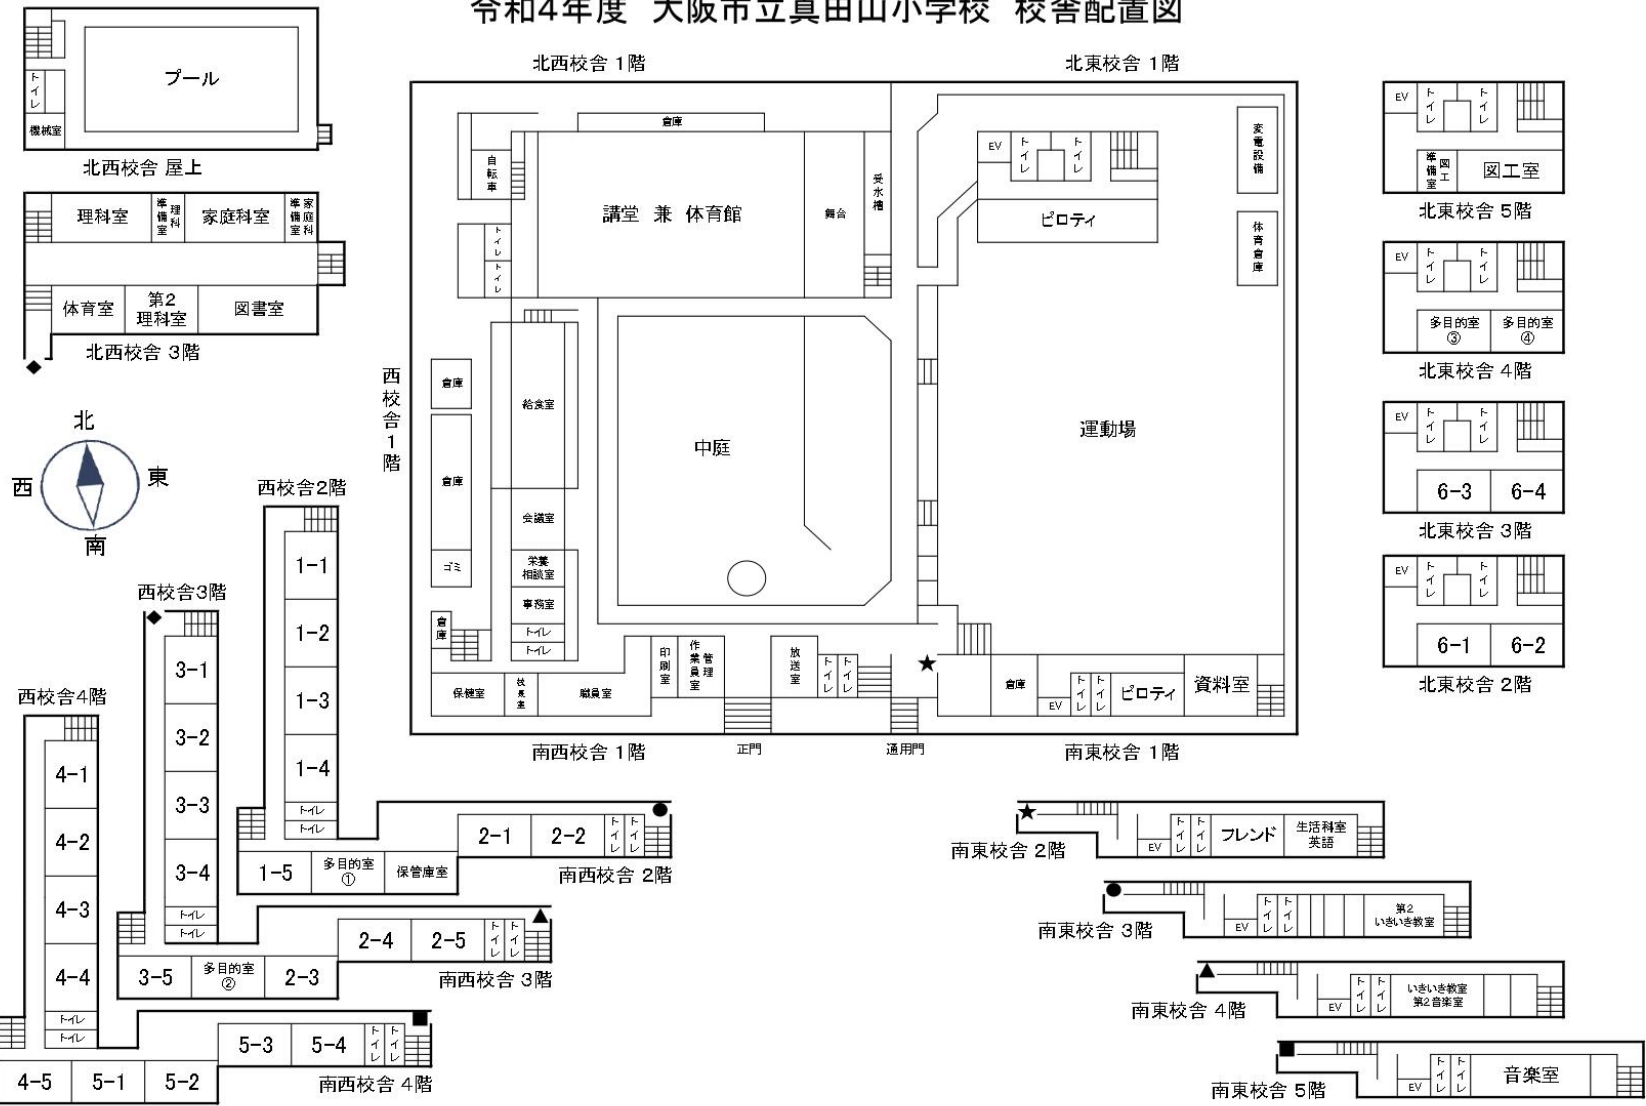 令和4年度 大阪市立真田山小学校 校舎配置図
プール
トイレ
機械室
北西校舎 屋上
理科室
理科準備室
家庭科室
家庭科準備室
体育室
第2
理科室
図書室
北西校舎 3階
◆
北
西
東
南
北西校舎 1階
北東校舎 1階
倉庫
自転車
講堂 兼 体育館
舞台
受水槽
トイレ
トイレ
EV
トイレ
トイレ
ピロティ
変電設備
体育倉庫
西校舎1階
倉庫
倉庫
ゴミ
倉庫
給食室
会議室
栄養
相談室
事務室
トイレ
トイレ
中庭
運動場
保健室
校長室
職員室
印刷室
管理
作業員室
放送室
トイレ
トイレ
★
倉庫
EV
トイレ
トイレ
ピロティ
資料室
南西校舎 1階
正門
通用門
南東校舎 1階
EV
トイレ
トイレ
図工
準備室
図工室
北東校舎 5階
EV
トイレ
トイレ
多目的室
③
多目的室
④
北東校舎 4階
EV
トイレ
トイレ
6-3
6-4
北東校舎 3階
EV
トイレ
トイレ
6-1
6-2
北東校舎 2階
西校舎2階
1-1
1-2
1-3
1-4
トイレ
トイレ
1-5
多目的室
①
保管庫室
2-1
2-2
トイレ
トイレ
●
南西校舎 2階
西校舎3階
◆
3-1
3-2
3-3
3-4
トイレ
トイレ
3-5
多目的室
②
2-3
2-4
2-5
トイレ
トイレ
▲
南西校舎 3階
西校舎4階
4-1
4-2
4-3
4-4
トイレ
トイレ
4-5
5-1
5-2
5-3
5-4
トイレ
トイレ
■
南西校舎 4階
★
EV
トイレ
トイレ
フレンド
生活科室
英語
南東校舎 2階
●
EV
トイレ
トイレ
第2
いきいき教室
南東校舎 3階
▲
EV
トイレ
トイレ
いきいき教室
第2音楽室
南東校舎 4階
■
EV
トイレ
トイレ
音楽室
南東校舎 5階